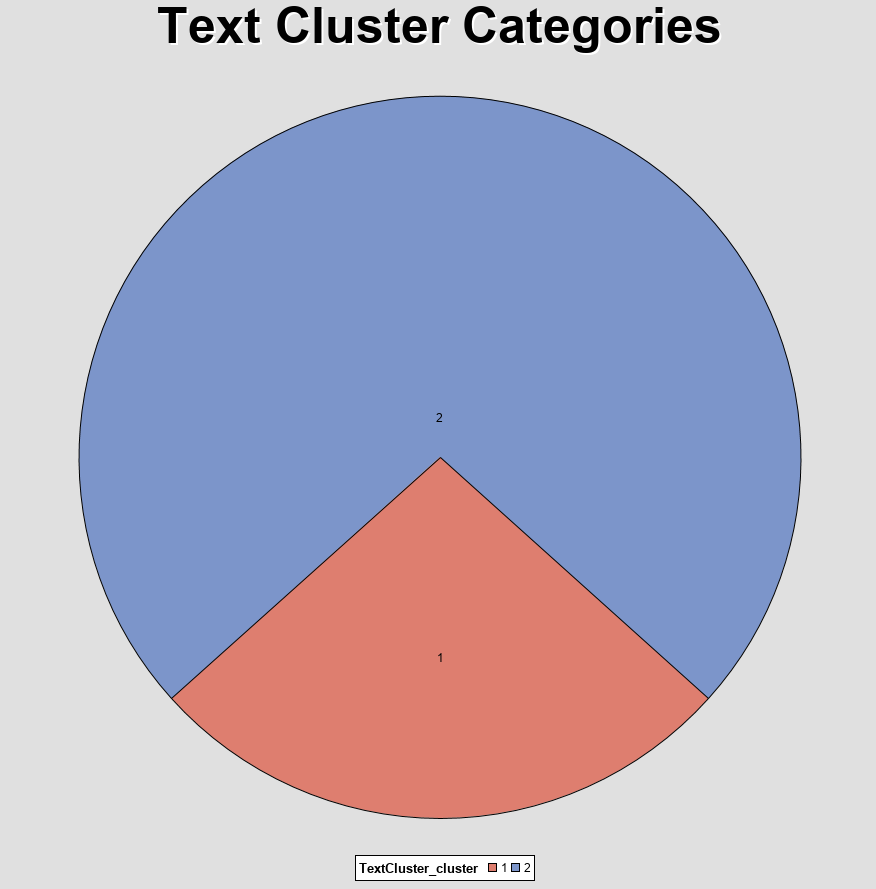 Text Cluster Categories
2
1
TextCluster_cluster 1 2